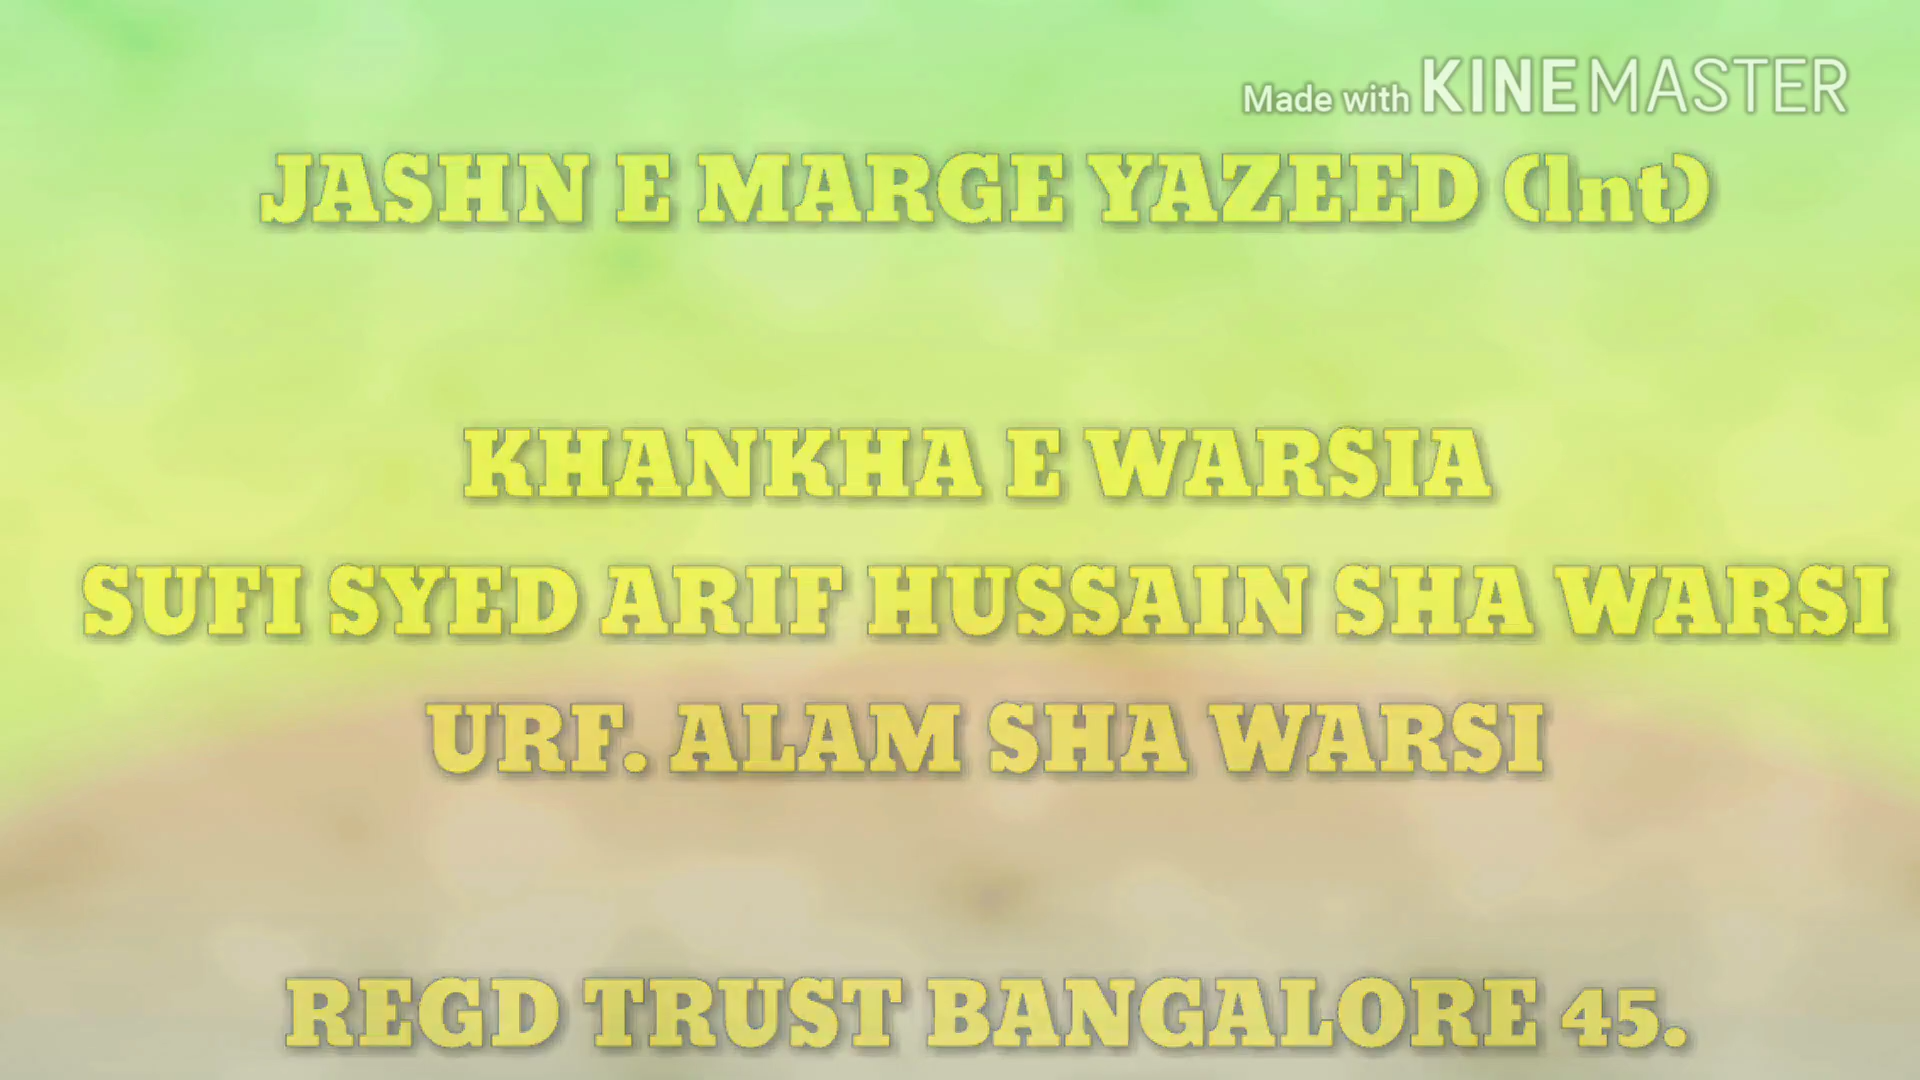 Made with KINEMASTER
JASHN E MARGE YAZEED (Int)
KHANKHA E WARSIA
SUFI SYED ARIF HUSSAIN SHA WARSI
URF. ALAM SHA WARSI
REGD TRUST BANGALORE 45.